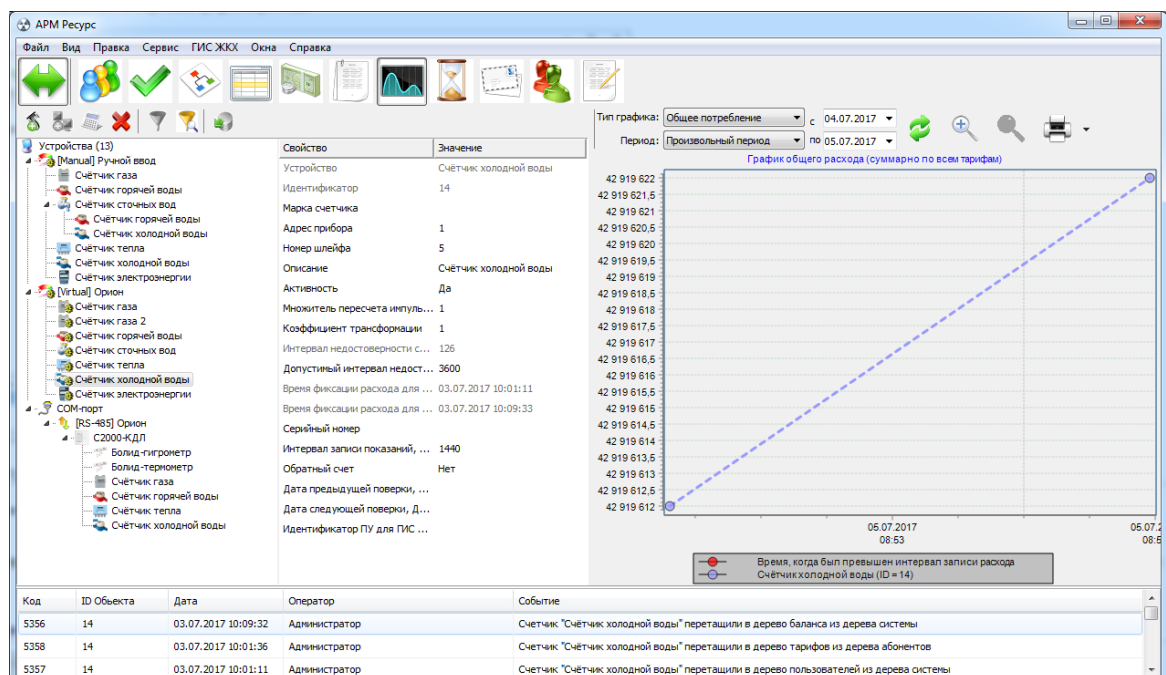 АРМ Ресурс
Файл Вид Правка Сервис ГИС ЖКХ Окна Справка
Тип графика: Общее потребление с 04.07.2017
Период: Произвольный период по 05.07.2017
Устройства (13)
[Manual] Ручной ввод
Счётчик газа
Счётчик горячей воды
Счётчик сточных вод
Счётчик горячей воды
Счётчик холодной воды
Счётчик тепла
Счётчик холодной воды
Счётчик электроэнергии
[Virtual] Орион
Счётчик газа
Счётчик газа 2
Счётчик горячей воды
Счётчик сточных вод
Счётчик тепла
Счётчик холодной воды
Счётчик электроэнергии
COM-порт
[RS-485] Орион
С2000-КДЛ
Болид-гигрометр
Болид-термометр
Счётчик газа
Счётчик горячей воды
Счётчик тепла
Счётчик холодной воды
Свойство Значение
Устройство Счётчик холодной воды
Идентификатор 14
Марка счетчика
Адрес прибора 1
Номер шлейфа 5
Описание Счётчик холодной воды
Активность Да
Множитель пересчета импуль... 1
Коэффициент трансформации 1
Интервал недостоверности с... 126
Допустимый интервал недост... 3600
Время фиксации расхода для ... 03.07.2017 10:01:11
Время фиксации расхода для ... 03.07.2017 10:09:33
Серийный номер
Интервал записи показаний, ... 1440
Обратный счет Нет
Дата предыдущей поверки, ...
Дата следующей поверки, Д...
Идентификатор ПУ для ГИС ...
График общего расхода (суммарно по всем тарифам)
42 919 622
42 919 621,5
42 919 621
42 919 620,5
42 919 620
42 919 619,5
42 919 619
42 919 618,5
42 919 618
42 919 617,5
42 919 617
42 919 616,5
42 919 616
42 919 615,5
42 919 615
42 919 614,5
42 919 614
42 919 613,5
42 919 613
42 919 612,5
42 919 612
05.07.2017 05.07.2
08:53 08:5
Время, когда был превышен интервал записи расхода
Счётчик холодной воды (ID = 14)
Код ID Объекта Дата Оператор Событие
5356 14 03.07.2017 10:09:32 Администратор Счетчик "Счётчик холодной воды" перетащили в дерево баланса из дерева системы
5358 14 03.07.2017 10:01:36 Администратор Счетчик "Счётчик холодной воды" перетащили в дерево тарифов из дерева абонентов
5357 14 03.07.2017 10:01:11 Администратор Счетчик "Счётчик холодной воды" перетащили в дерево пользователей из дерева системы